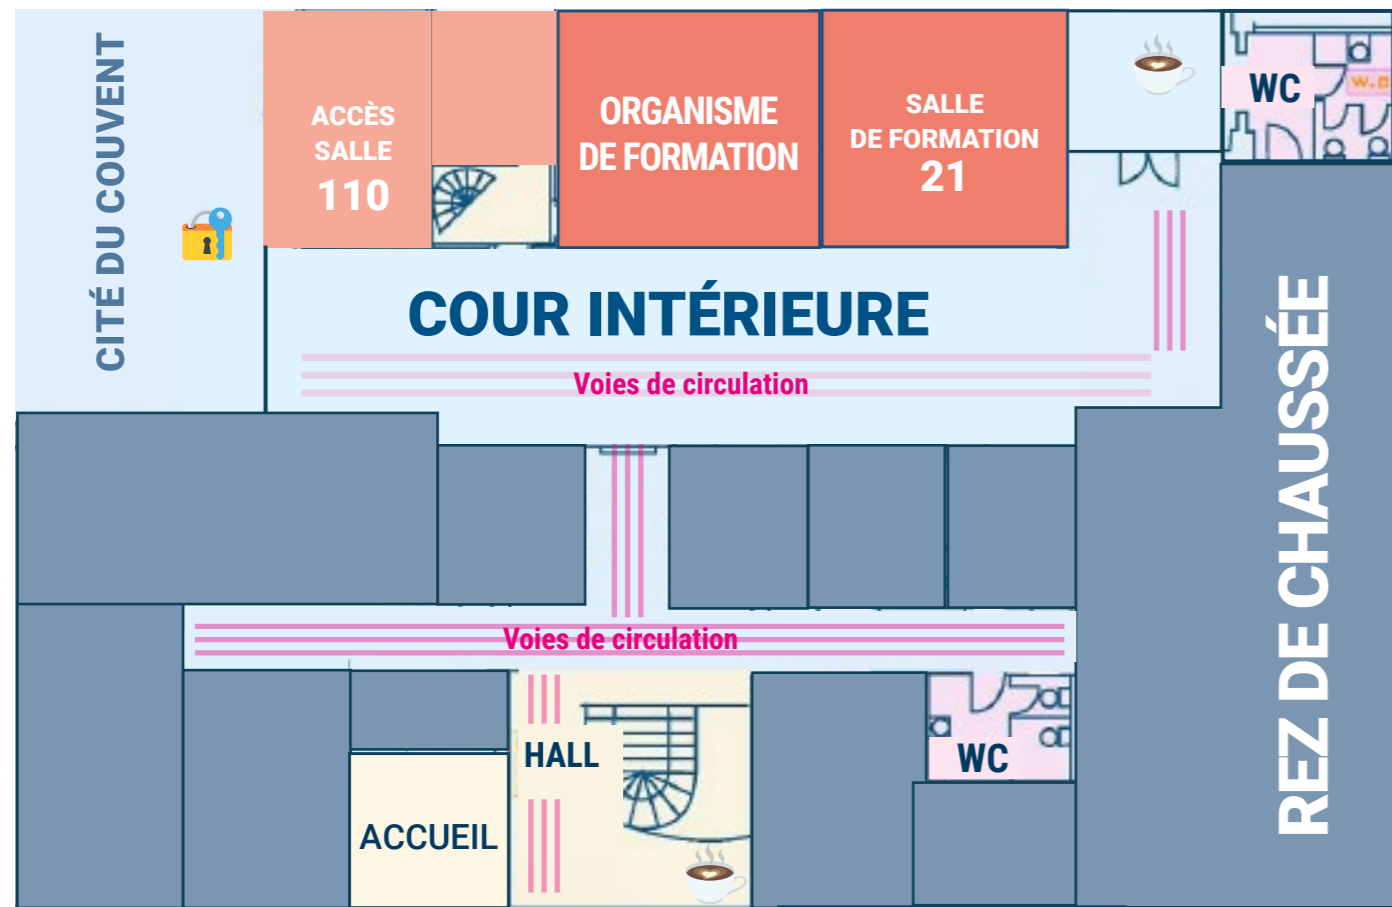 CITÉ DU COUVENT
ACCÈS
SALLE
110
ORGANISME
DE FORMATION
SALLE
DE FORMATION
21
WC
W.C
COUR INTÉRIEURE
Voies de circulation
REZ DE CHAUSSÉE
Voies de circulation
HALL
WC
ACCUEIL